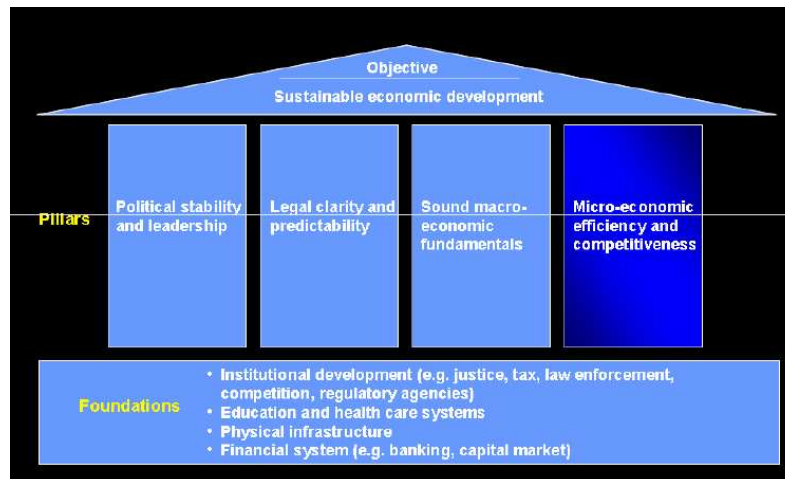 Objective
Sustainable economic development
Pillars
Political stability
and leadership
Legal clarity and
predictability
Sound macro-
economic
fundamentals
Micro-economic
efficiency and
competitiveness
Foundations
• Institutional development (e.g. justice, tax, law enforcement,
competition, regulatory agencies)
• Education and health care systems
• Physical infrastructure
• Financial system (e.g. banking, capital market)